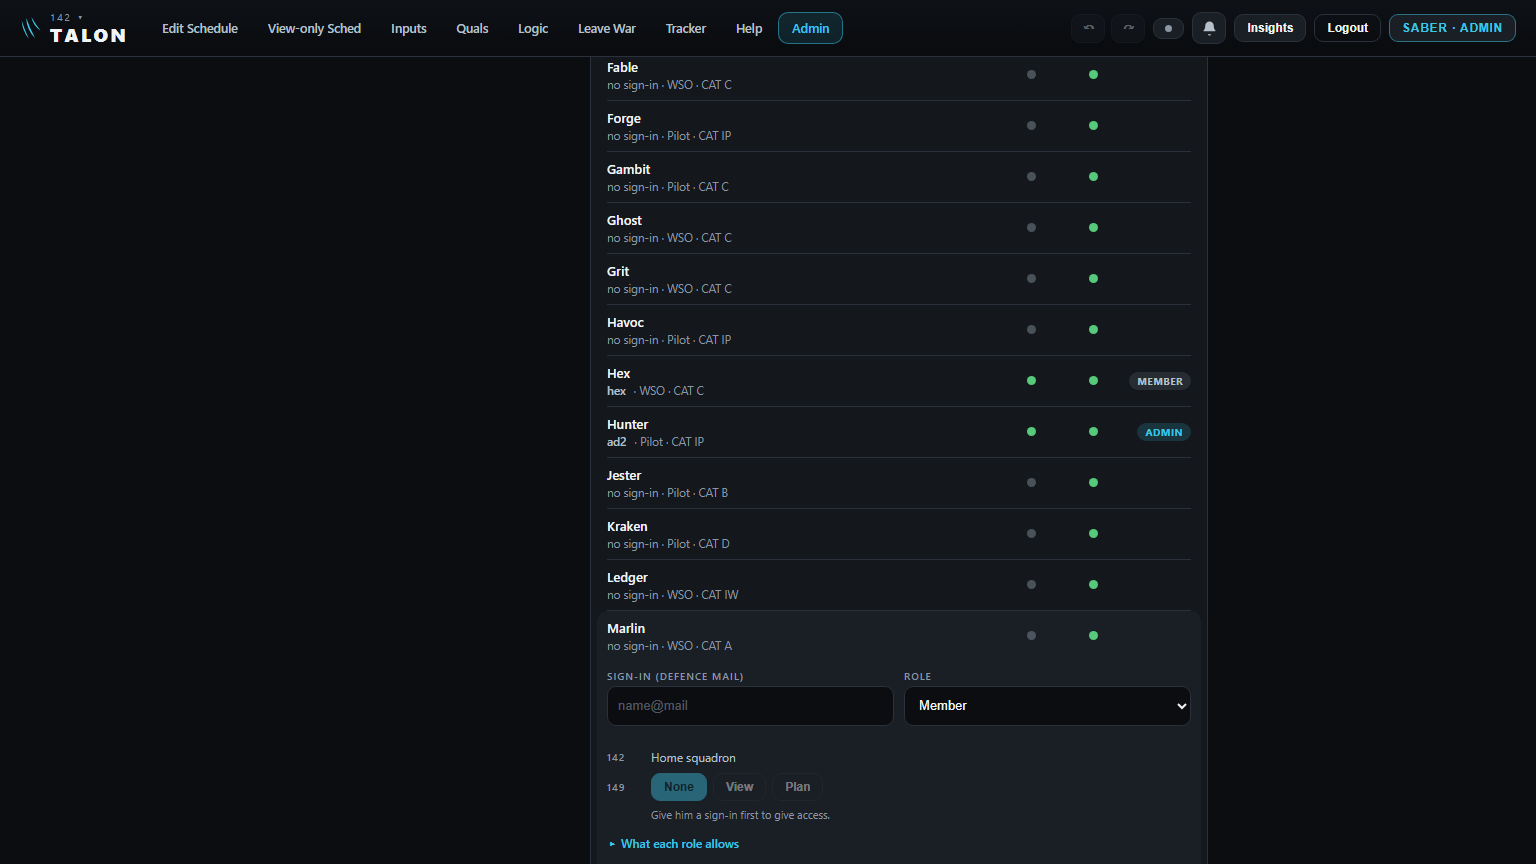 142 ▾
TALON
Edit Schedule
View-only Sched
Inputs
Quals
Logic
Leave War
Tracker
Help
Admin
Insights
Logout
SABER · ADMIN
Fable
no sign-in · WSO · CAT C
Forge
no sign-in · Pilot · CAT IP
Gambit
no sign-in · Pilot · CAT C
Ghost
no sign-in · WSO · CAT C
Grit
no sign-in · WSO · CAT C
Havoc
no sign-in · Pilot · CAT IP
Hex
hex · WSO · CAT C
MEMBER
Hunter
ad2 · Pilot · CAT IP
ADMIN
Jester
no sign-in · Pilot · CAT B
Kraken
no sign-in · Pilot · CAT D
Ledger
no sign-in · WSO · CAT IW
Marlin
no sign-in · WSO · CAT A
SIGN-IN (DEFENCE MAIL)
ROLE
name@mail
Member
142 Home squadron
149 None View Plan
Give him a sign-in first to give access.
▸ What each role allows